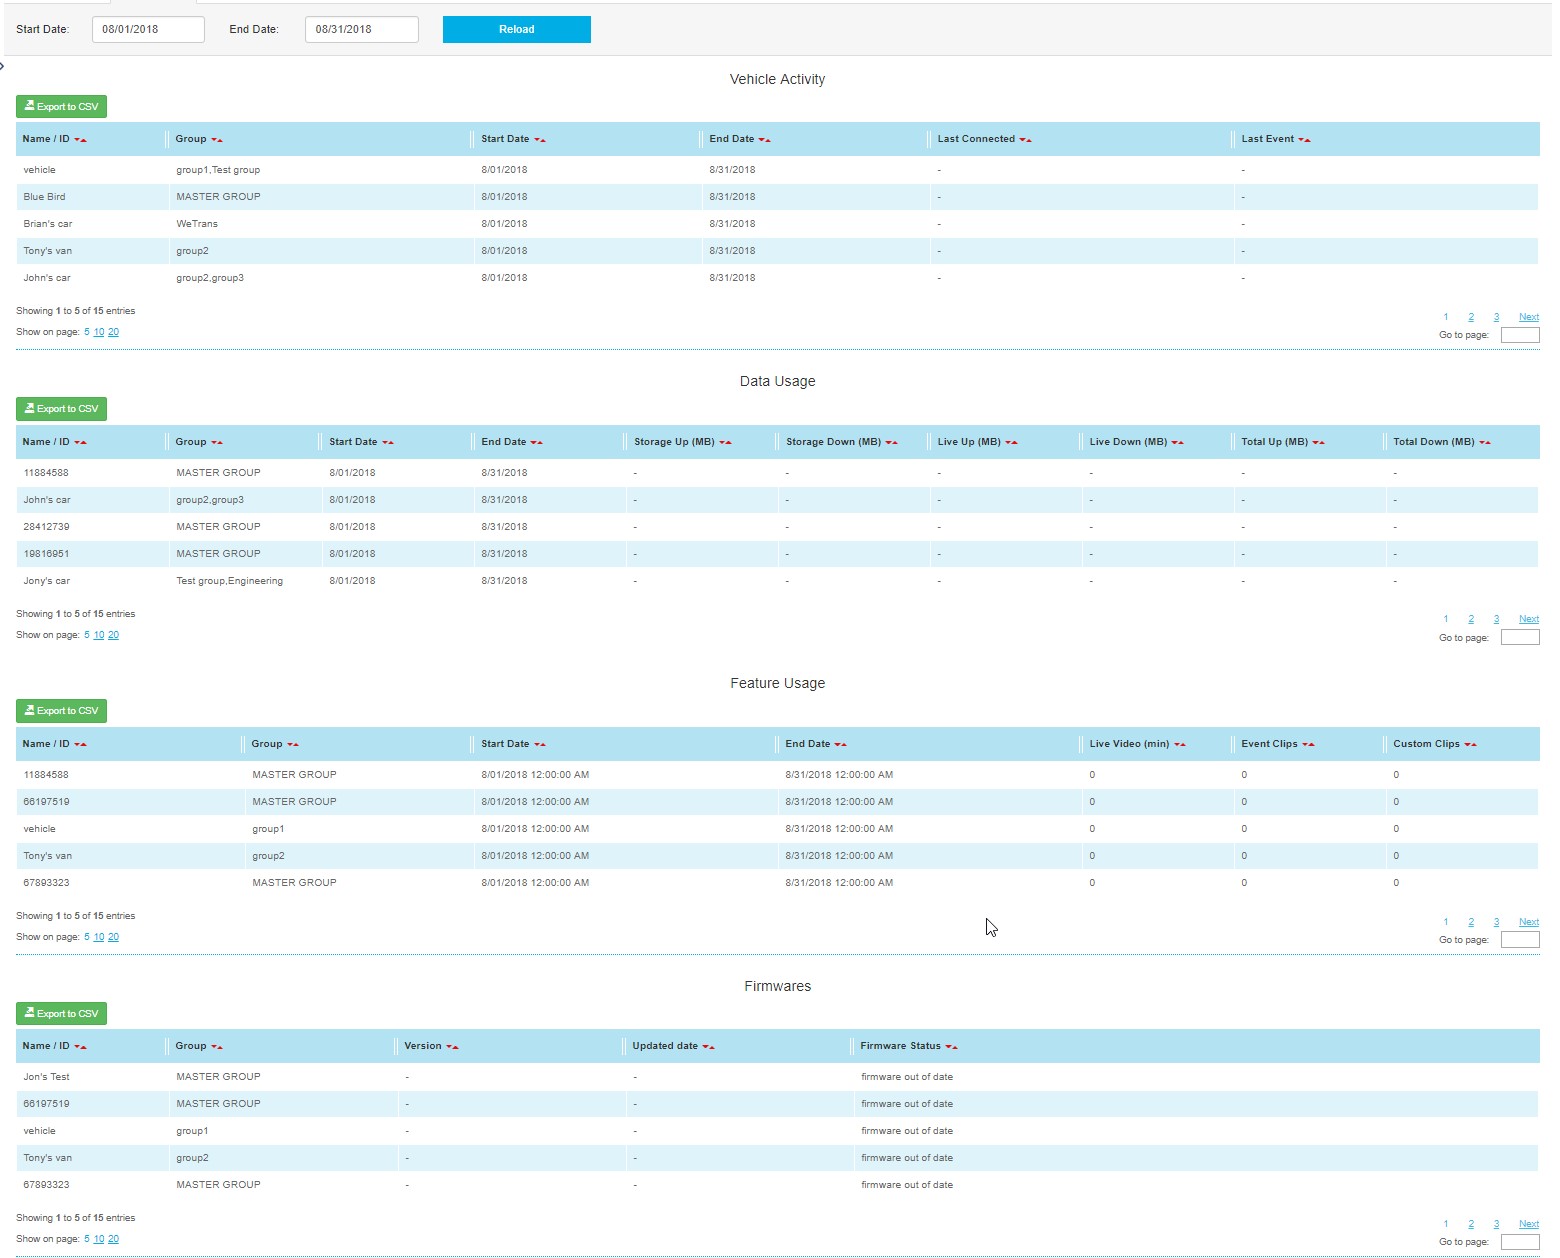 Start Date: 08/01/2018 End Date: 08/31/2018 Reload
Vehicle Activity
Export to CSV
Name / ID Group Start Date End Date Last Connected Last Event
vehicle group1,Test group 8/01/2018 8/31/2018 - -
Blue Bird MASTER GROUP 8/01/2018 8/31/2018 - -
Brian's car WeTrans 8/01/2018 8/31/2018 - -
Tony's van group2 8/01/2018 8/31/2018 - -
John's car group2,group3 8/01/2018 8/31/2018 - -
Showing 1 to 5 of 15 entries
1 2 3 Next
Show on page: 5 10 20
Go to page:
Data Usage
Export to CSV
Name / ID Group Start Date End Date Storage Up (MB) Storage Down (MB) Live Up (MB) Live Down (MB) Total Up (MB) Total Down (MB)
11884588 MASTER GROUP 8/01/2018 8/31/2018 - - - - - -
John's car group2,group3 8/01/2018 8/31/2018 - - - - - -
28412739 MASTER GROUP 8/01/2018 8/31/2018 - - - - - -
19816951 MASTER GROUP 8/01/2018 8/31/2018 - - - - - -
Jony's car Test group,Engineering 8/01/2018 8/31/2018 - - - - - -
Showing 1 to 5 of 15 entries
1 2 3 Next
Show on page: 5 10 20
Go to page:
Feature Usage
Export to CSV
Name / ID Group Start Date End Date Live Video (min) Event Clips Custom Clips
11884588 MASTER GROUP 8/01/2018 12:00:00 AM 8/31/2018 12:00:00 AM 0 0 0
66197519 MASTER GROUP 8/01/2018 12:00:00 AM 8/31/2018 12:00:00 AM 0 0 0
vehicle group1 8/01/2018 12:00:00 AM 8/31/2018 12:00:00 AM 0 0 0
Tony's van group2 8/01/2018 12:00:00 AM 8/31/2018 12:00:00 AM 0 0 0
67893323 MASTER GROUP 8/01/2018 12:00:00 AM 8/31/2018 12:00:00 AM 0 0 0
Showing 1 to 5 of 15 entries
1 2 3 Next
Show on page: 5 10 20
Go to page:
Firmwares
Export to CSV
Name / ID Group Version Updated date Firmware Status
Jon's Test MASTER GROUP - - firmware out of date
66197519 MASTER GROUP - - firmware out of date
vehicle group1 - - firmware out of date
Tony's van group2 - - firmware out of date
67893323 MASTER GROUP - - firmware out of date
Showing 1 to 5 of 15 entries
1 2 3 Next
Show on page: 5 10 20
Go to page: